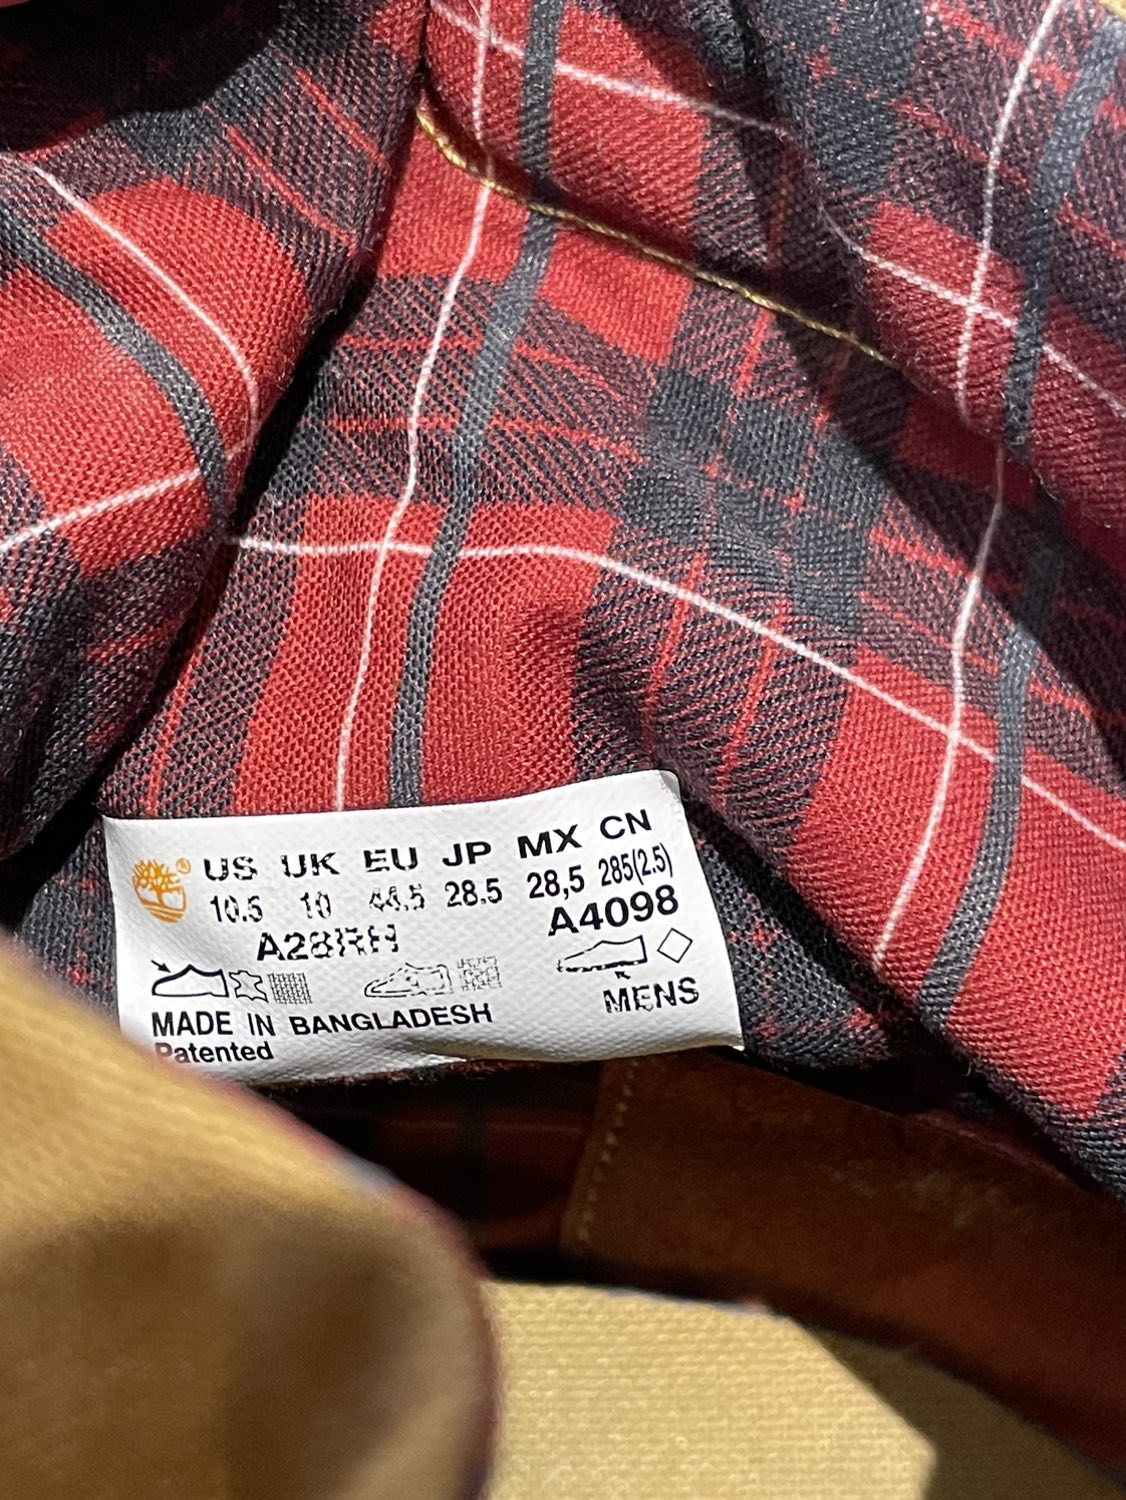 ® US UK EU JP MX CN
10.5 10 44.5 28.5 28,5 285(2.5)
A28RH A4098
MENS
MADE IN BANGLADESH
Patented